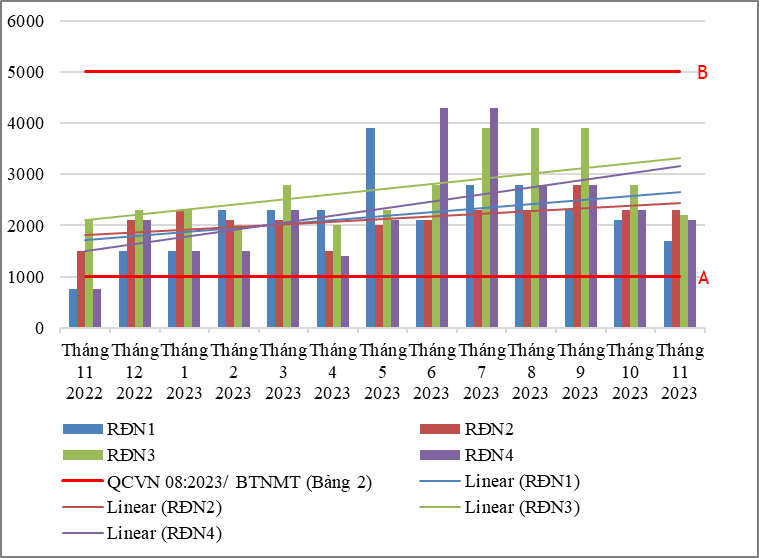 6000
5000
B
4000
3000
2000
1000
A
0
Tháng Tháng Tháng Tháng Tháng Tháng Tháng Tháng Tháng Tháng Tháng Tháng Tháng
11 12 1 2 3 4 5 6 7 8 9 10 11
2022 2022 2023 2023 2023 2023 2023 2023 2023 2023 2023 2023 2023
RĐN1 RĐN2
RĐN3 RĐN4
QCVN 08:2023/ BTNMT (Bảng 2) Linear (RĐN1)
Linear (RĐN2) Linear (RĐN3)
Linear (RĐN4)